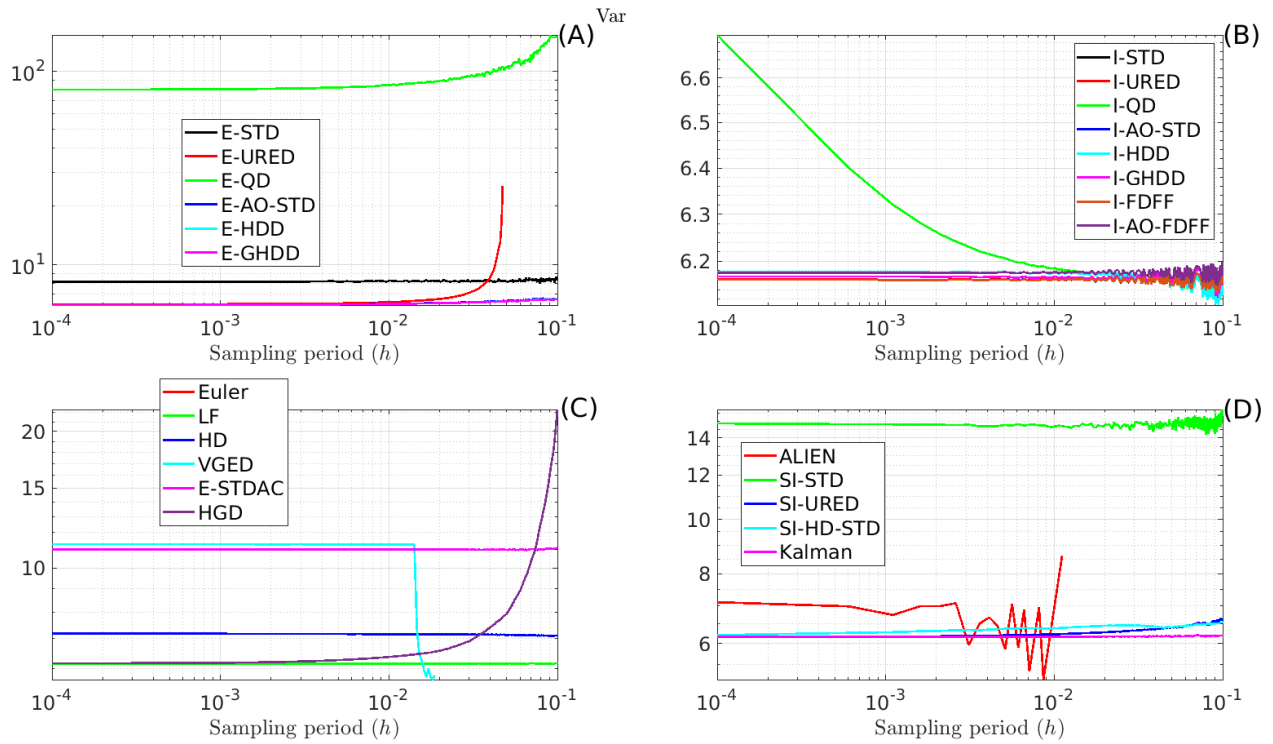 Var
(A)
10^2
10^1
E-STD
E-URED
E-QD
E-AO-STD
E-HDD
E-GHDD
10^-4
10^-3
10^-2
10^-1
Sampling period (h)
(B)
6.6
6.5
6.4
6.3
6.2
I-STD
I-URED
I-QD
I-AO-STD
I-HDD
I-GHDD
I-FDFF
I-AO-FDFF
10^-4
10^-3
10^-2
10^-1
Sampling period (h)
(C)
20
15
10
Euler
LF
HD
VGED
E-STDAC
HGD
10^-4
10^-3
10^-2
10^-1
Sampling period (h)
(D)
14
12
10
8
6
ALIEN
SI-STD
SI-URED
SI-HD-STD
Kalman
10^-4
10^-3
10^-2
10^-1
Sampling period (h)